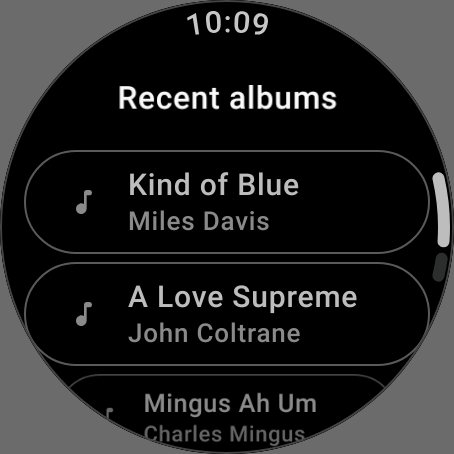 10:09
Recent albums
Kind of Blue
Miles Davis
A Love Supreme
John Coltrane
Mingus Ah Um
Charles Mingus